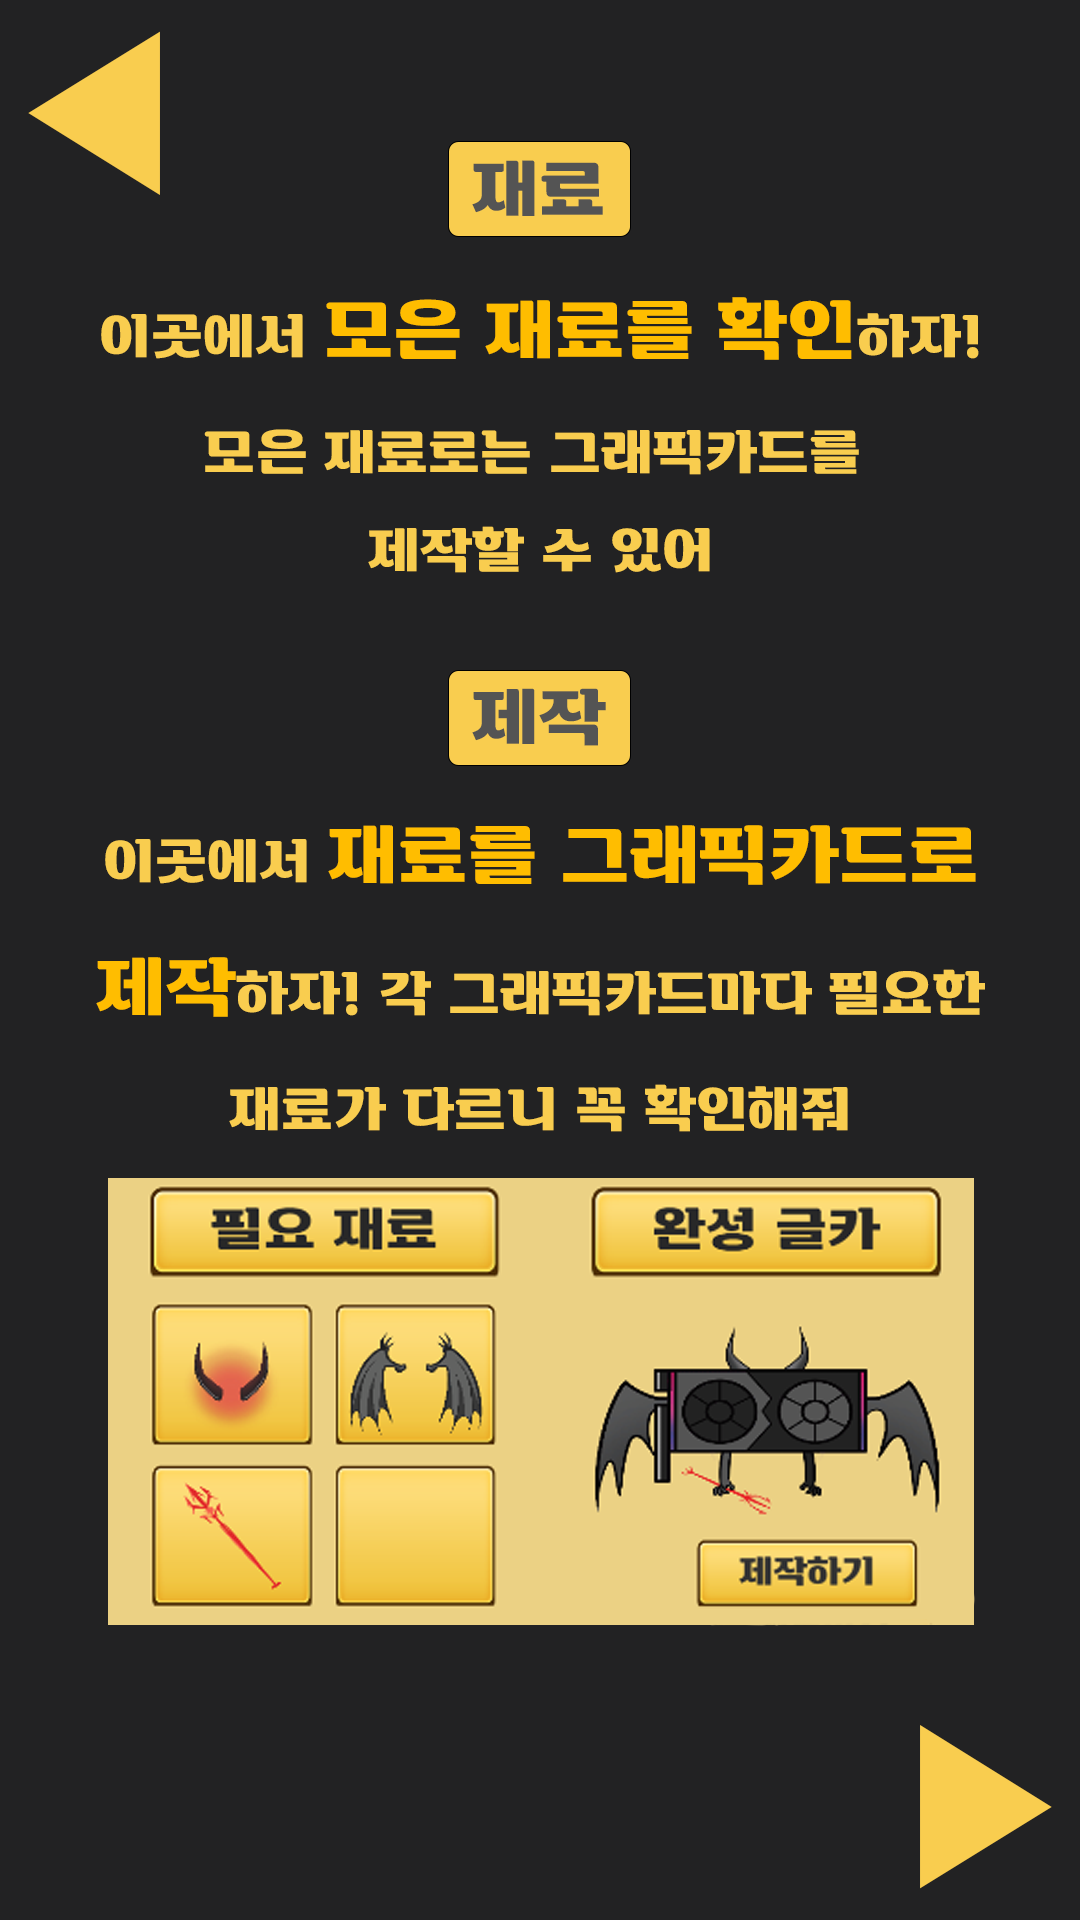 재료
이곳에서 모은 재료를 확인하자!
모은 재료로는 그래픽카드를
제작할 수 있어
제작
이곳에서 재료를 그래픽카드로
제작하자! 각 그래픽카드마다 필요한
재료가 다르니 꼭 확인해줘
필요 재료
완성 글카
제작하기